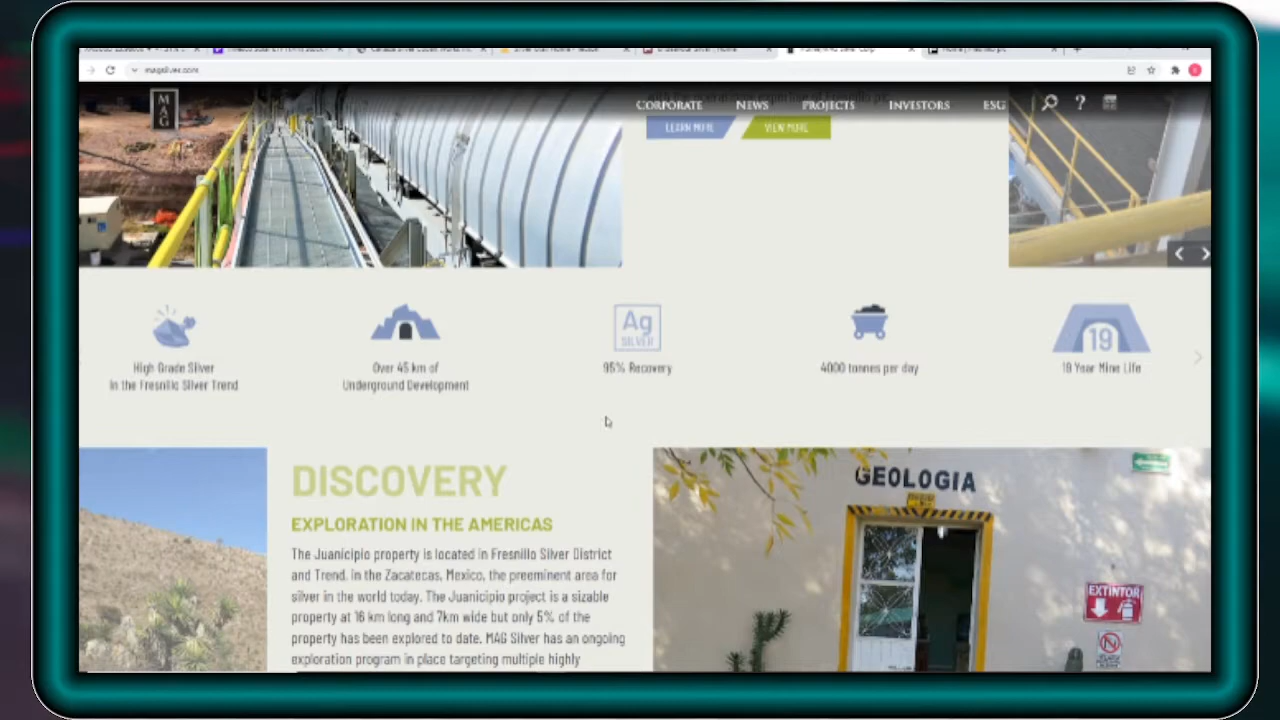 magsilver.com
MAG
CORPORATE NEWS PROJECTS INVESTORS ESG
LEARN MORE VIEW MORE
High Grade Silver
in the Fresnillo Silver Trend
Over 45 km of
Underground Development
Ag
SILVER
95% Recovery
4000 tonnes per day
19
19 Year Mine Life
DISCOVERY
EXPLORATION IN THE AMERICAS
The Juanicipio property is located in Fresnillo Silver District
and Trend, in the Zacatecas, Mexico, the preeminent area for
silver in the world today. The Juanicipio project is a sizable
property at 16 km long and 7km wide but only 5% of the
property has been explored to date. MAG Silver has an ongoing
exploration program in place targeting multiple highly
GEOLOGIA
EXTINTOR